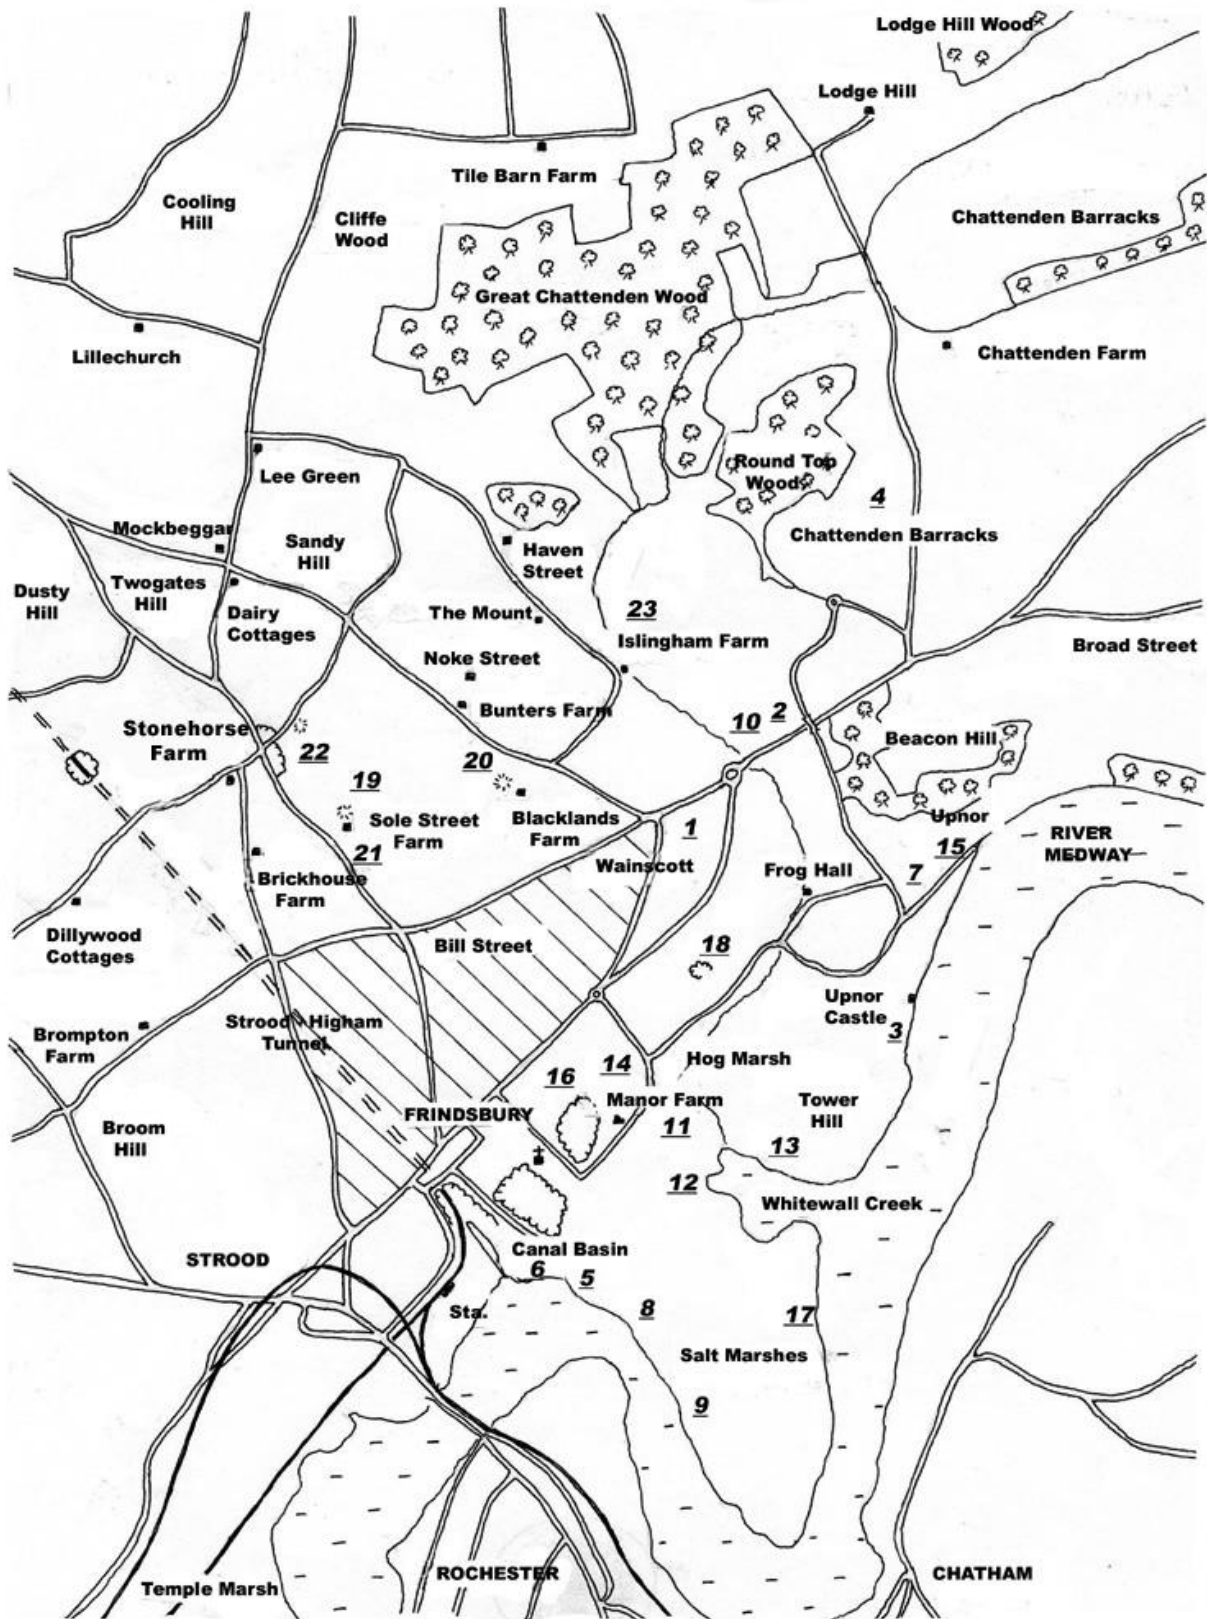 Lodge Hill Wood
Lodge Hill
Tile Barn Farm
Cooling
Hill
Cliffe
Wood
Chattenden Barracks
Great Chattenden Wood
Lillechurch
Chattenden Farm
Lee Green
Round Top
Wood
4
Mockbeggar
Sandy
Hill
Chattenden Barracks
Haven
Street
Dusty
Hill
Twogates
Hill
Dairy
Cottages
The Mount
23
Islingham Farm
Broad Street
Noke Street
Bunters Farm
2
10
Stonehorse
Farm
22
20
Beacon Hill
19
Sole Street
Farm
Blacklands
Farm
1
Upnor
RIVER
MEDWAY
21
Wainscott
15
Brickhouse
Farm
Frog Hall
7
Dillywood
Cottages
Bill Street
18
Upnor
Castle
3
Brompton
Farm
Strood - Higham
Tunnel
Hog Marsh
14
16
Manor Farm
Tower
Hill
FRINDSBURY
11
Broom
Hill
13
12
Whitewall Creek
STROOD
Canal Basin
6
5
Sta.
8
17
Salt Marshes
9
Temple Marsh
ROCHESTER
CHATHAM